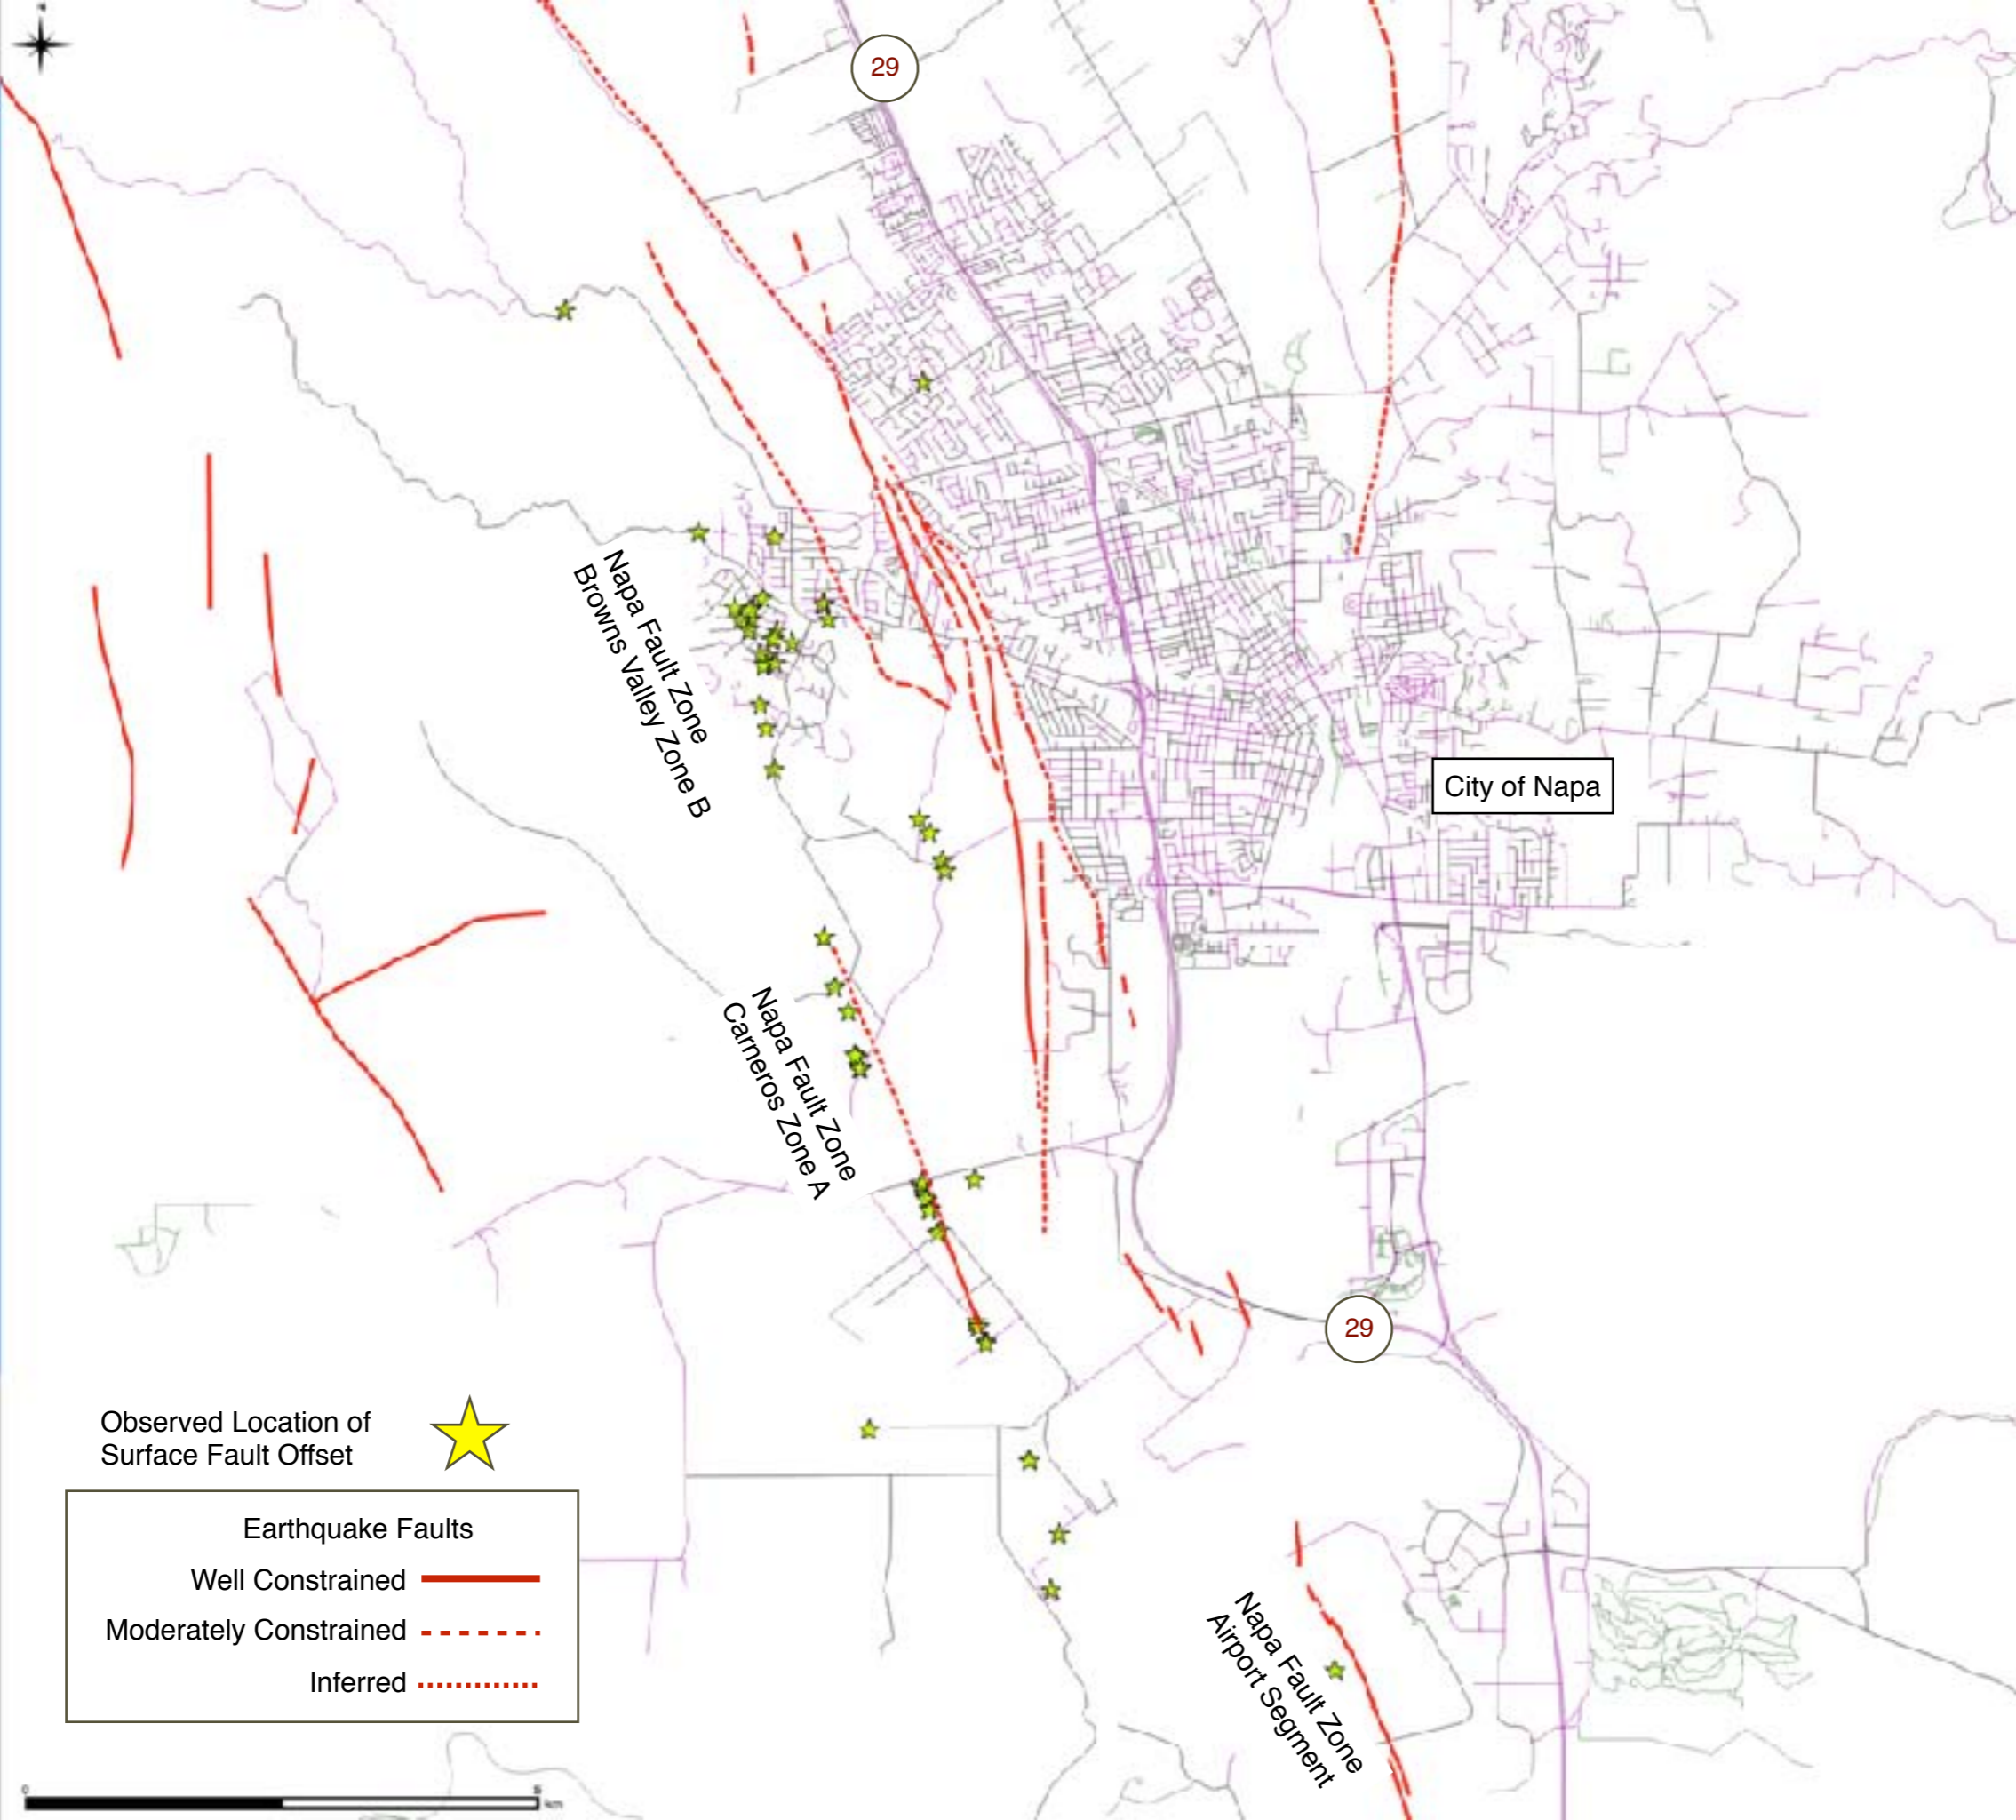 29
Napa Fault Zone
Browns Valley Zone B
City of Napa
Napa Fault Zone
Carneros Zone A
29
Observed Location of
Surface Fault Offset
Earthquake Faults
Well Constrained
Moderately Constrained
Inferred
Napa Fault Zone
Airport Segment
0
km